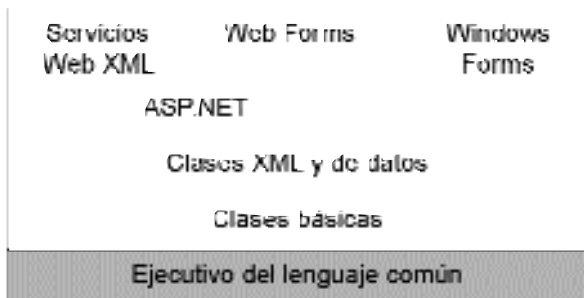 Servicios
Web XML
Web Forms
Windows
Forms
ASP.NET
Clases XML y de datos
Clases básicas
Ejecutivo del lenguaje común